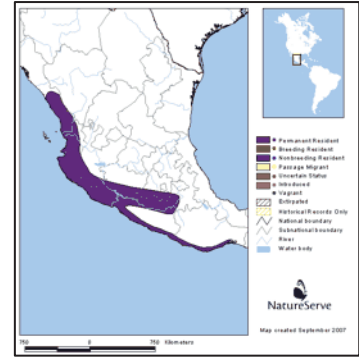 Permanent Resident
Breeding Resident
Nonbreeding Resident
Passage Migrant
Uncertain Status
Introduced
Vagrant
Extirpated
Historical Records Only
National boundary
Subnational boundary
River
Water body
NatureServe
Map created September 2007
750 0 750 Kilometers